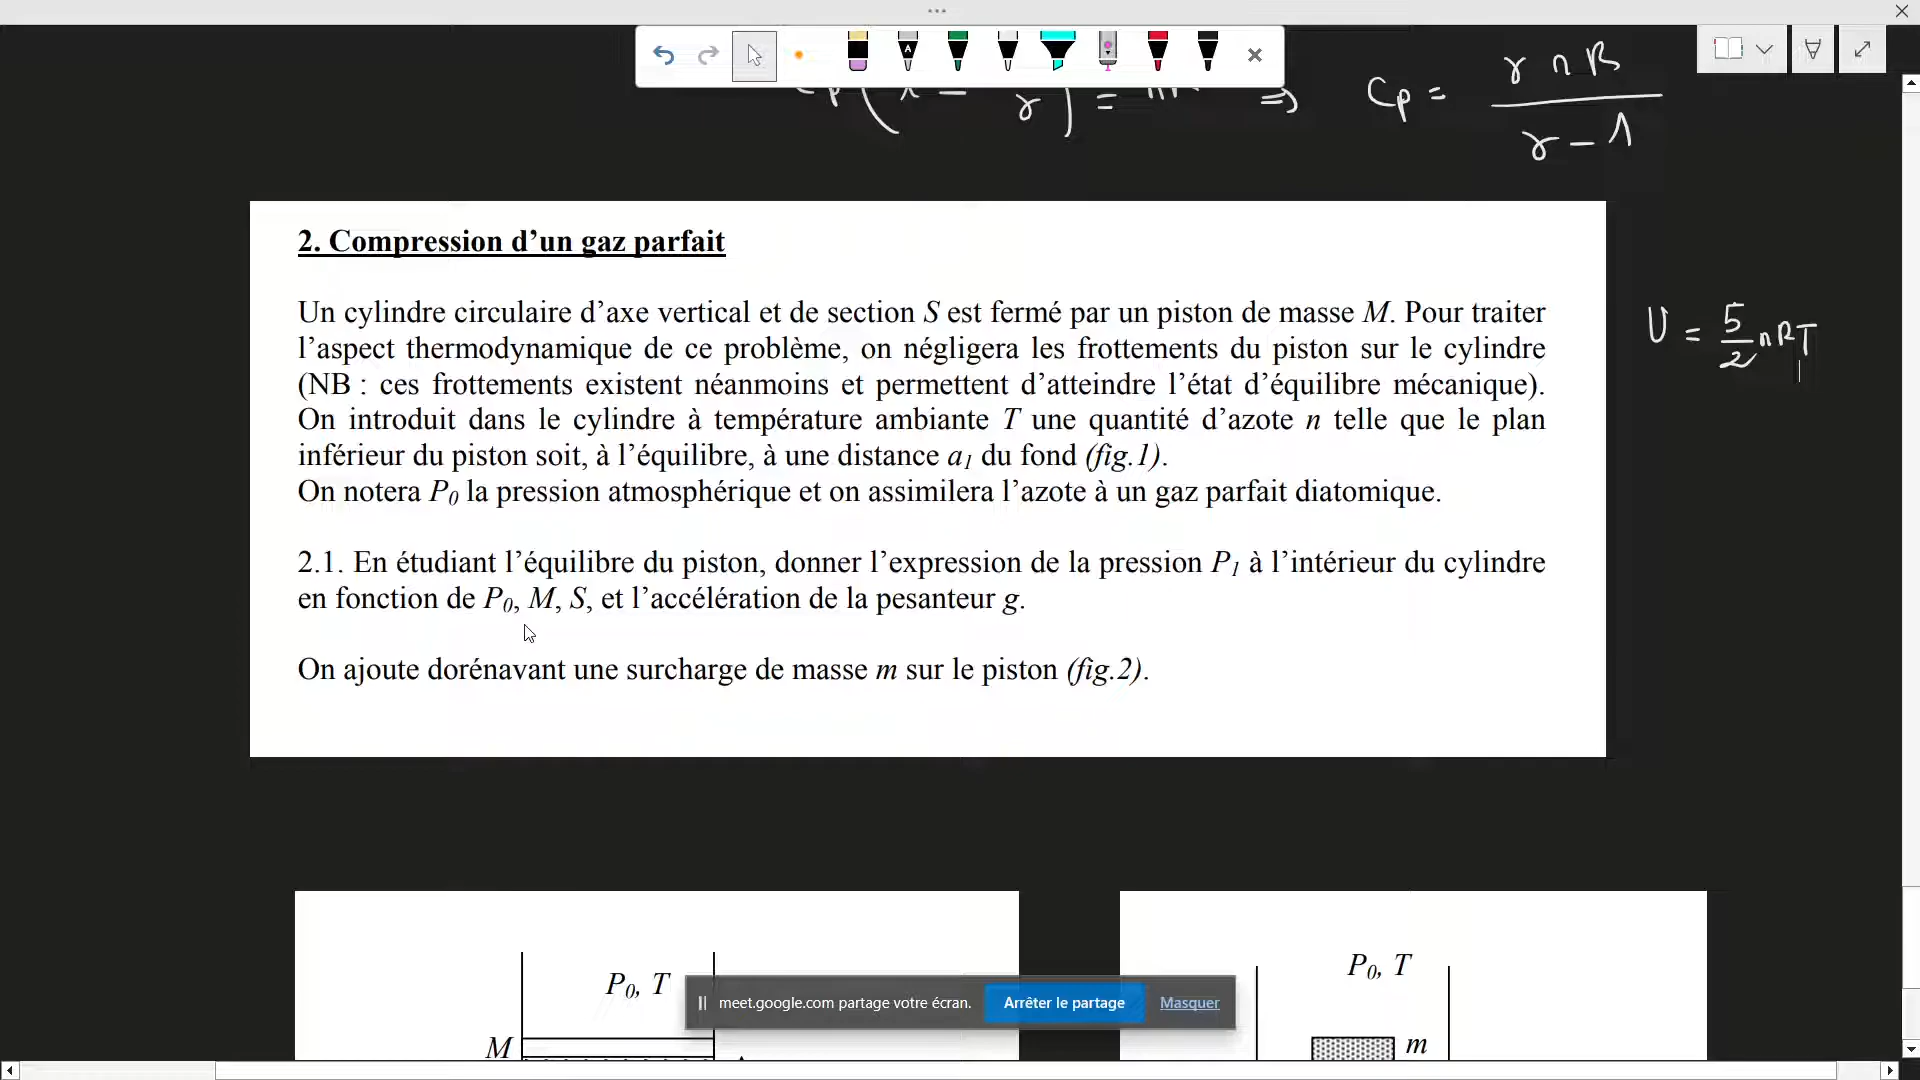 Cp = γ n R / γ - 1
γ ) =
⇒
2. Compression d’un gaz parfait
Un cylindre circulaire d’axe vertical et de section S est fermé par un piston de masse M. Pour traiter
l’aspect thermodynamique de ce problème, on négligera les frottements du piston sur le cylindre
(NB : ces frottements existent néanmoins et permettent d’atteindre l’état d’équilibre mécanique).
On introduit dans le cylindre à température ambiante T une quantité d’azote n telle que le plan
inférieur du piston soit, à l’équilibre, à une distance a₁ du fond (fig.1).
On notera P₀ la pression atmosphérique et on assimilera l’azote à un gaz parfait diatomique.
U = 5/2 nRT
2.1. En étudiant l’équilibre du piston, donner l’expression de la pression P₁ à l’intérieur du cylindre
en fonction de P₀, M, S, et l’accélération de la pesanteur g.
On ajoute dorénavant une surcharge de masse m sur le piston (fig.2).
P₀, T
P₀, T
meet.google.com partage votre écran.
Arrêter le partage
Masquer
M
m